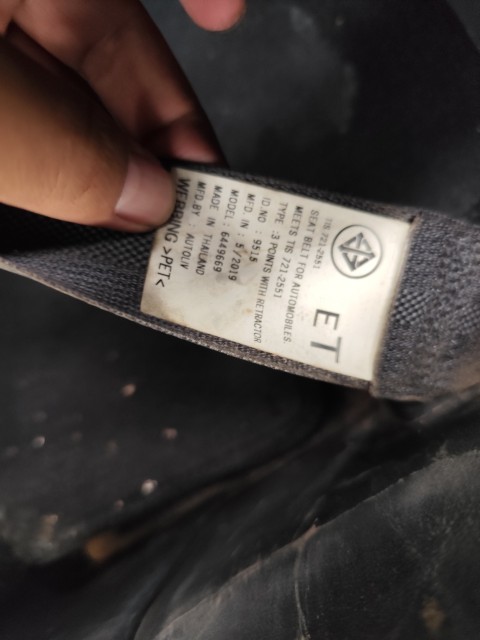 ET
TIS 721-2551
SEAT BELT FOR AUTOMOBILES.
MEETS TIS 721-2551
TYPE :3 POINTS WITH RETRACTOR
ID.NO : 9515
MFD. IN : 5/2019
MODEL : 6449669
MADE IN THAILAND
MFD.BY : AUTOLIV
WEBBING >PET<